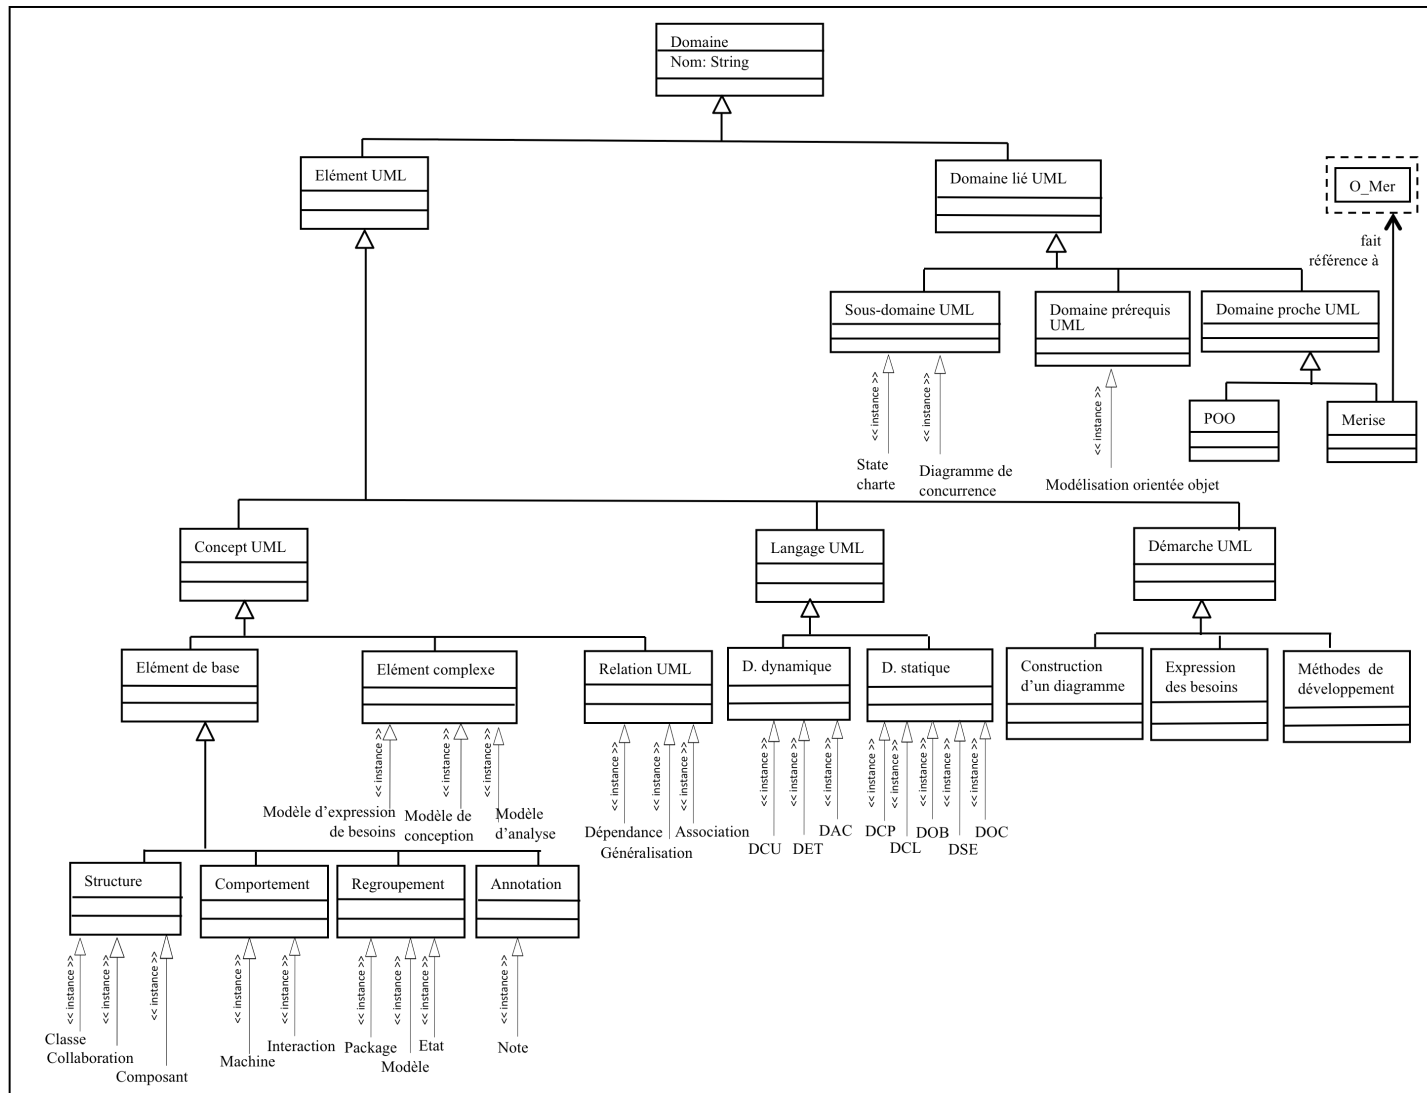 Domaine
Nom: String
Elément UML
Domaine lié UML
O_Mer
fait
référence à
Sous-domaine UML
Domaine prérequis
UML
Domaine proche UML
<< instance >>
<< instance >>
<< instance >>
POO
Merise
State
charte
Diagramme de
concurrence
Modélisation orientée objet
Concept UML
Langage UML
Démarche UML
Elément de base
Elément complexe
Relation UML
D. dynamique
D. statique
Construction
d’un diagramme
Expression
des besoins
Méthodes de
développement
<< instance >>
<< instance >>
<< instance >>
<< instance >>
<< instance >>
<< instance >>
<< instance >>
<< instance >>
<< instance >>
<< instance >>
<< instance >>
<< instance >>
<< instance >>
<< instance >>
Modèle d’expression
de besoins
Modèle de
conception
Modèle
d’analyse
Dépendance
Généralisation
Association
DCU
DET
DAC
DCP
DCL
DOB
DSE
DOC
Structure
Comportement
Regroupement
Annotation
<< instance >>
<< instance >>
<< instance >>
<< instance >>
<< instance >>
<< instance >>
<< instance >>
<< instance >>
<< instance >>
Classe
Collaboration
Composant
Machine
Interaction
Package
Modèle
Etat
Note